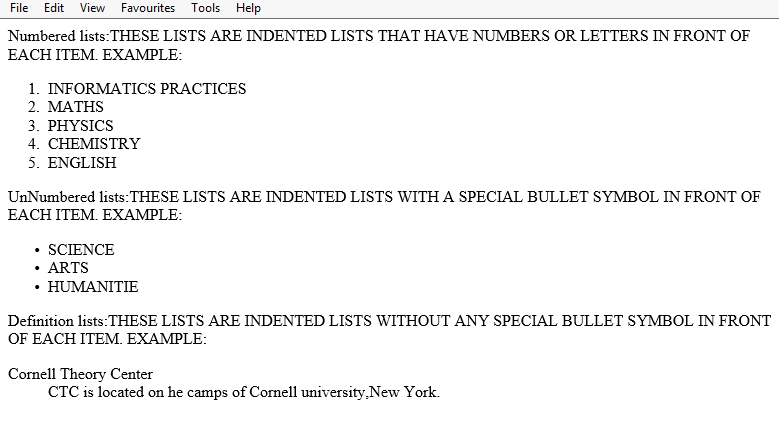 File Edit View Favourites Tools Help
Numbered lists:THESE LISTS ARE INDENTED LISTS THAT HAVE NUMBERS OR LETTERS IN FRONT OF
EACH ITEM. EXAMPLE:
1. INFORMATICS PRACTICES
2. MATHS
3. PHYSICS
4. CHEMISTRY
5. ENGLISH
UnNumbered lists:THESE LISTS ARE INDENTED LISTS WITH A SPECIAL BULLET SYMBOL IN FRONT OF
EACH ITEM. EXAMPLE:
• SCIENCE
• ARTS
• HUMANITIE
Definition lists:THESE LISTS ARE INDENTED LISTS WITHOUT ANY SPECIAL BULLET SYMBOL IN FRONT
OF EACH ITEM. EXAMPLE:
Cornell Theory Center
CTC is located on he camps of Cornell university,New York.